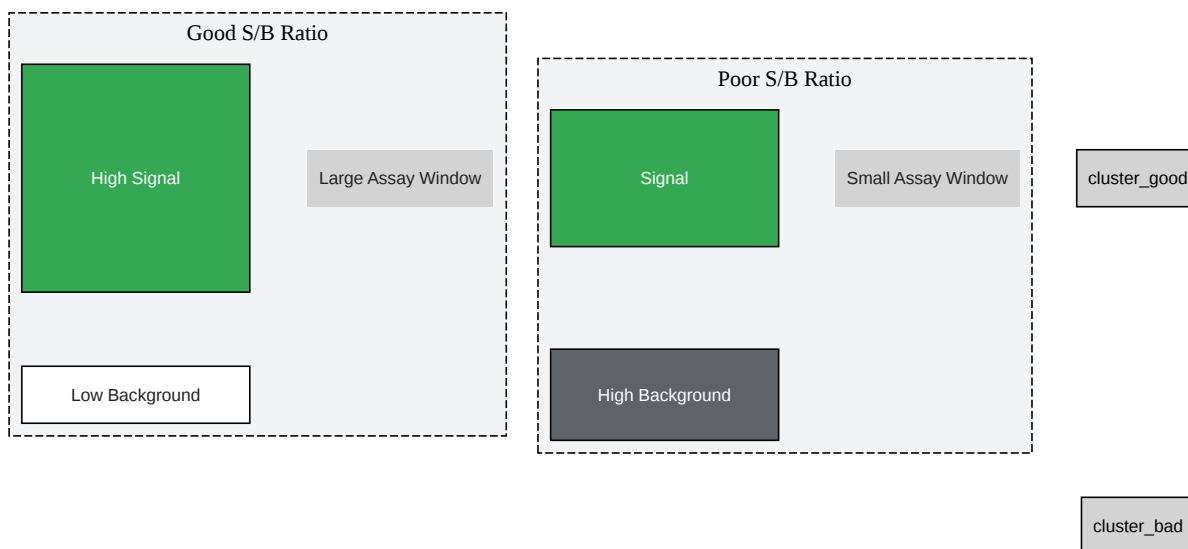 Good S/B Ratio
High Signal
Large Assay Window
Low Background
Poor S/B Ratio
Signal
Small Assay Window
High Background
cluster_good
cluster_bad